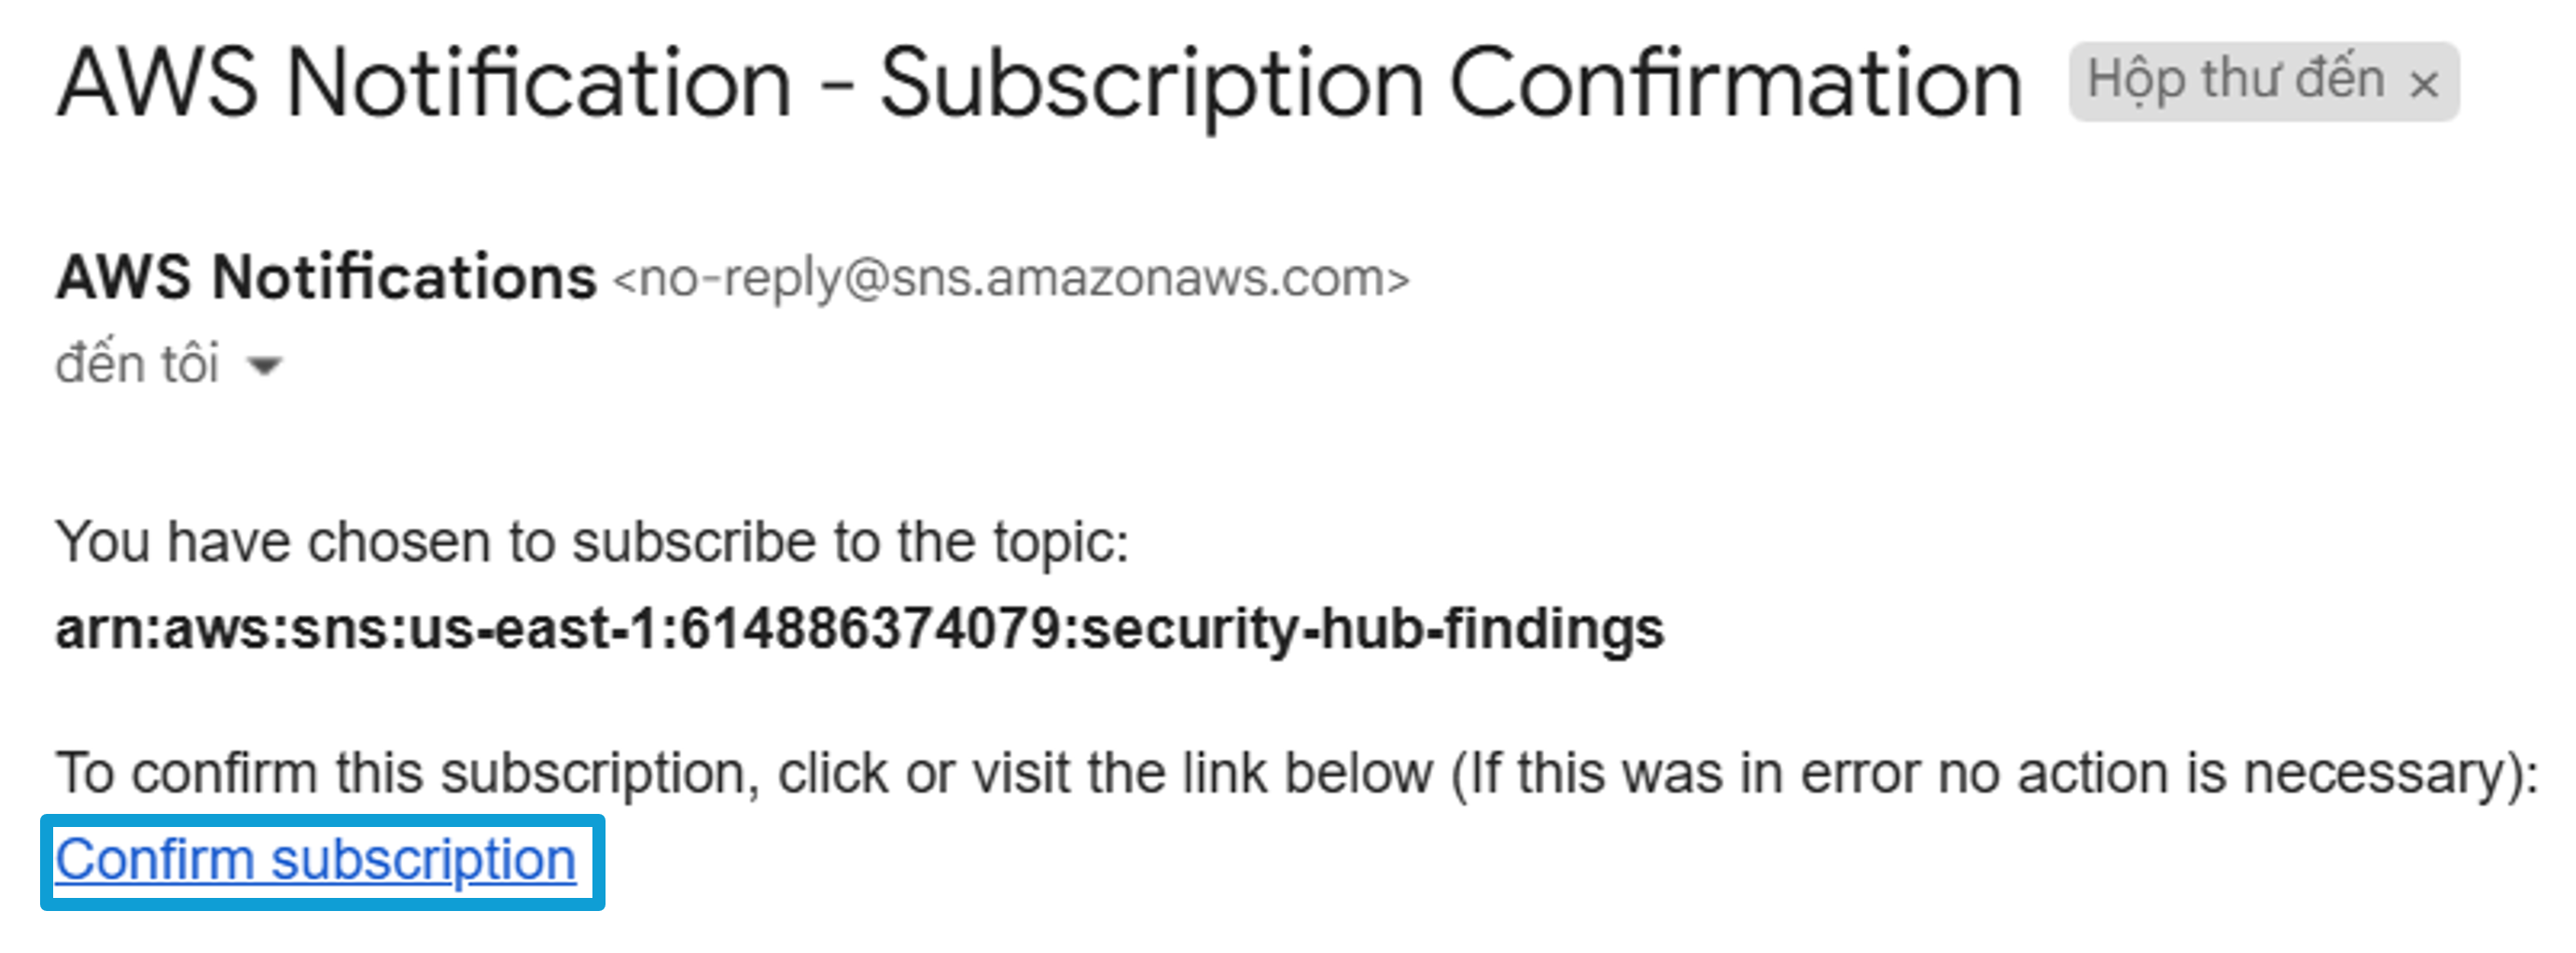 AWS Notification - Subscription Confirmation Hộp thư đến ×
AWS Notifications <no-reply@sns.amazonaws.com>
đến tôi
You have chosen to subscribe to the topic:
arn:aws:sns:us-east-1:614886374079:security-hub-findings
To confirm this subscription, click or visit the link below (If this was in error no action is necessary):
Confirm subscription